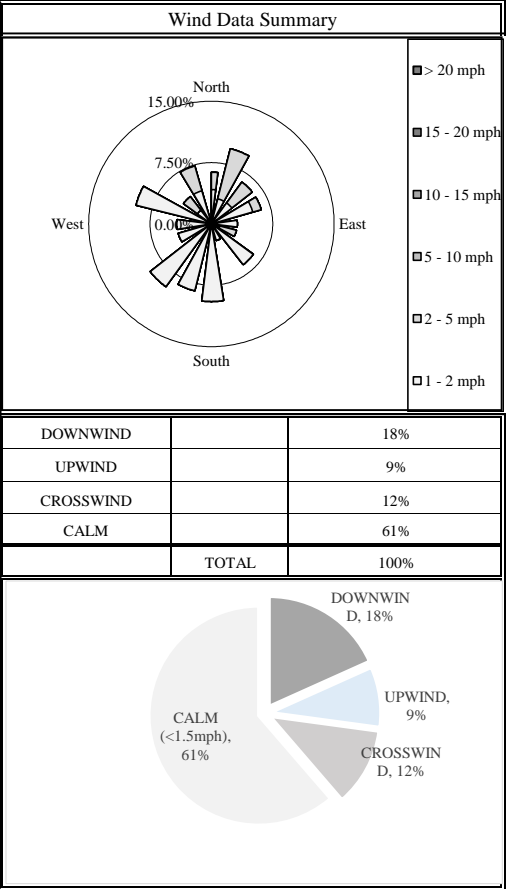 Wind Data Summary
North
15.00%
7.50%
0.00%
West
East
South
> 20 mph
15 - 20 mph
10 - 15 mph
5 - 10 mph
2 - 5 mph
1 - 2 mph
DOWNWIND 18%
UPWIND 9%
CROSSWIND 12%
CALM 61%
TOTAL 100%
DOWNWIN
D, 18%
UPWIND,
9%
CROSSWIN
D, 12%
CALM
(<1.5mph),
61%